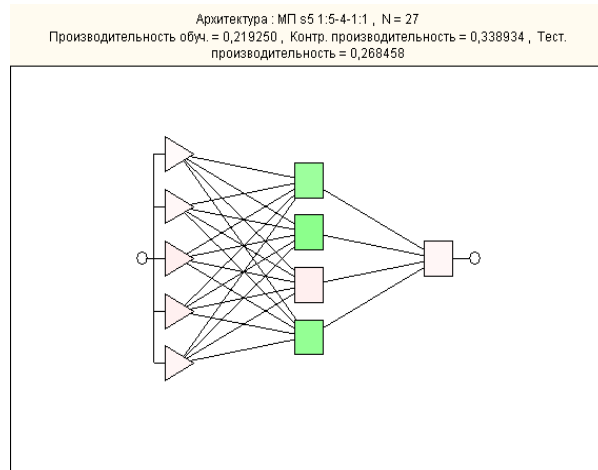 Архитектура : МП s5 1:5-4-1:1 , N = 27
Производительность обуч. = 0,219250 , Контр. производительность = 0,338934 , Тест.
производительность = 0,268458